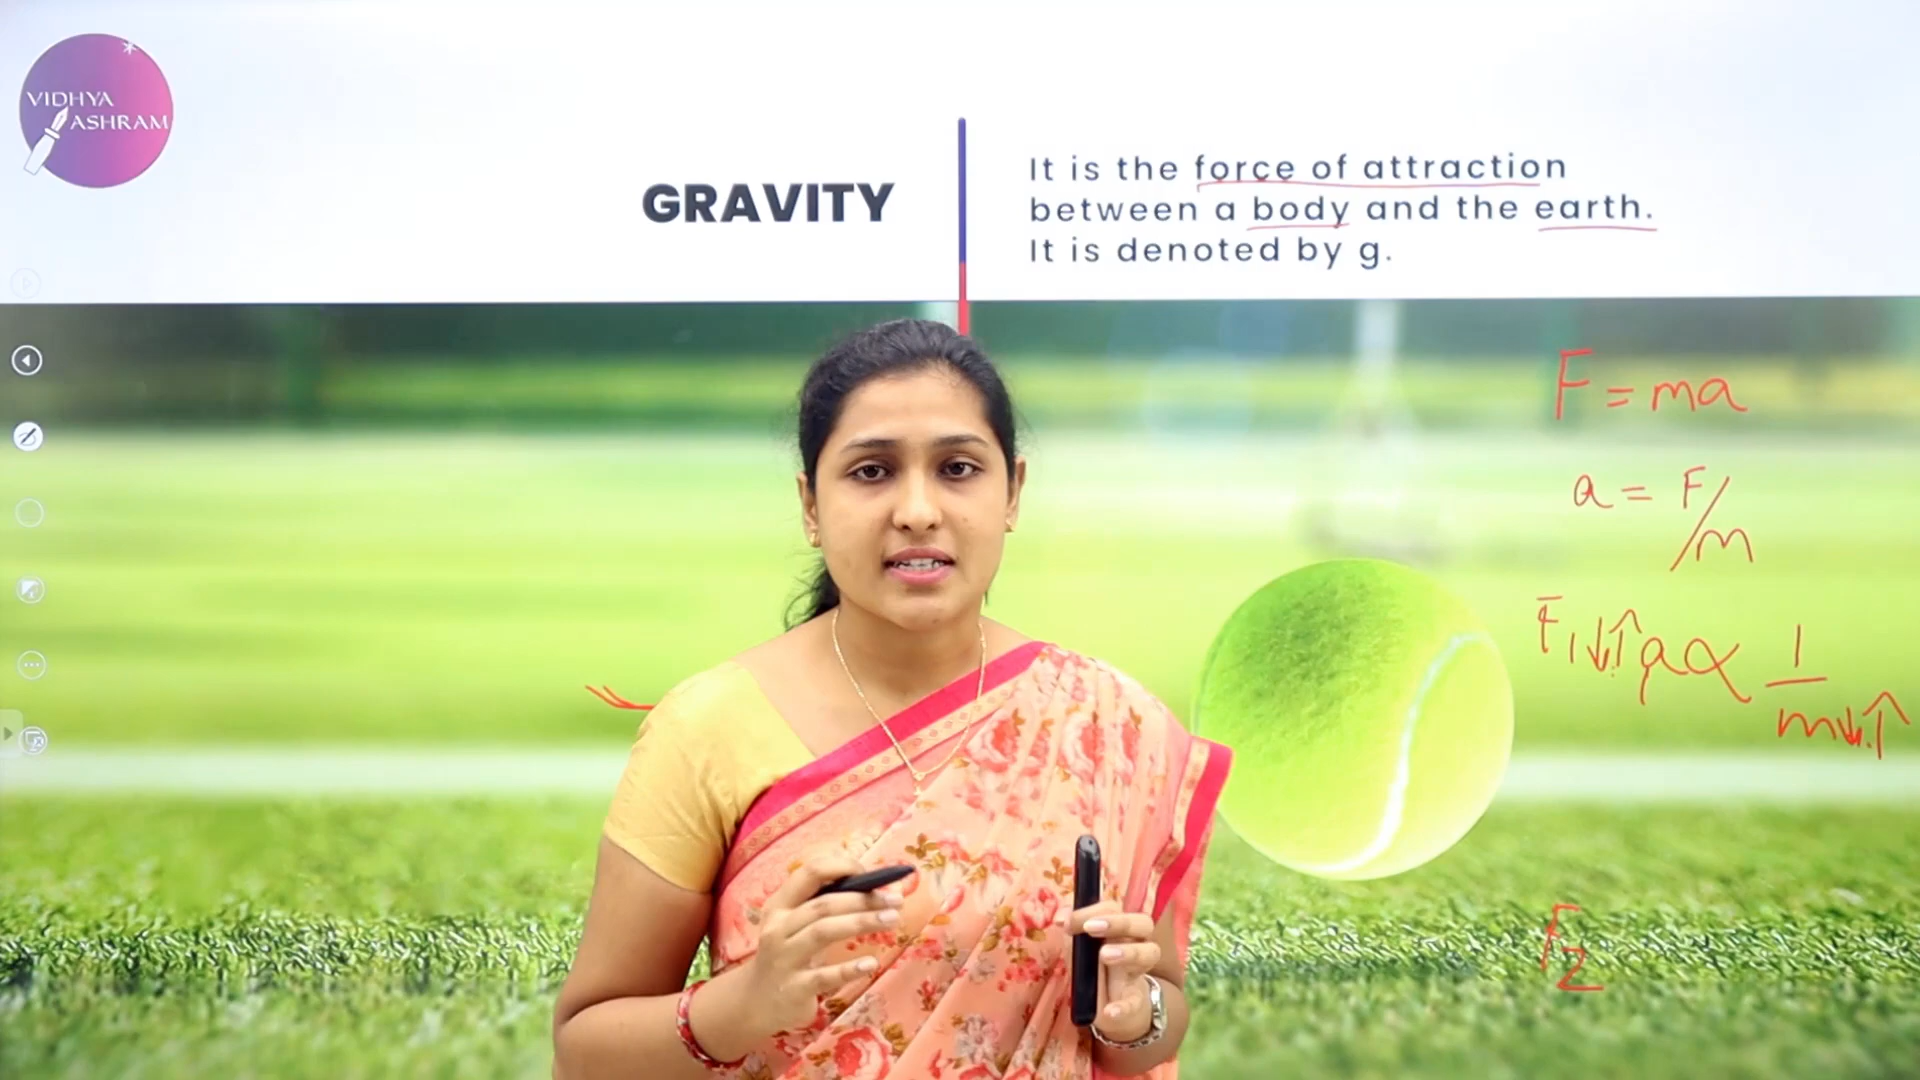 VIDHYA
ASHRAM
GRAVITY
It is the force of attraction
between a body and the earth.
It is denoted by g.
F = ma
a = F/m
F₁↓↑ a ∝ 1/m↓↑
F₂